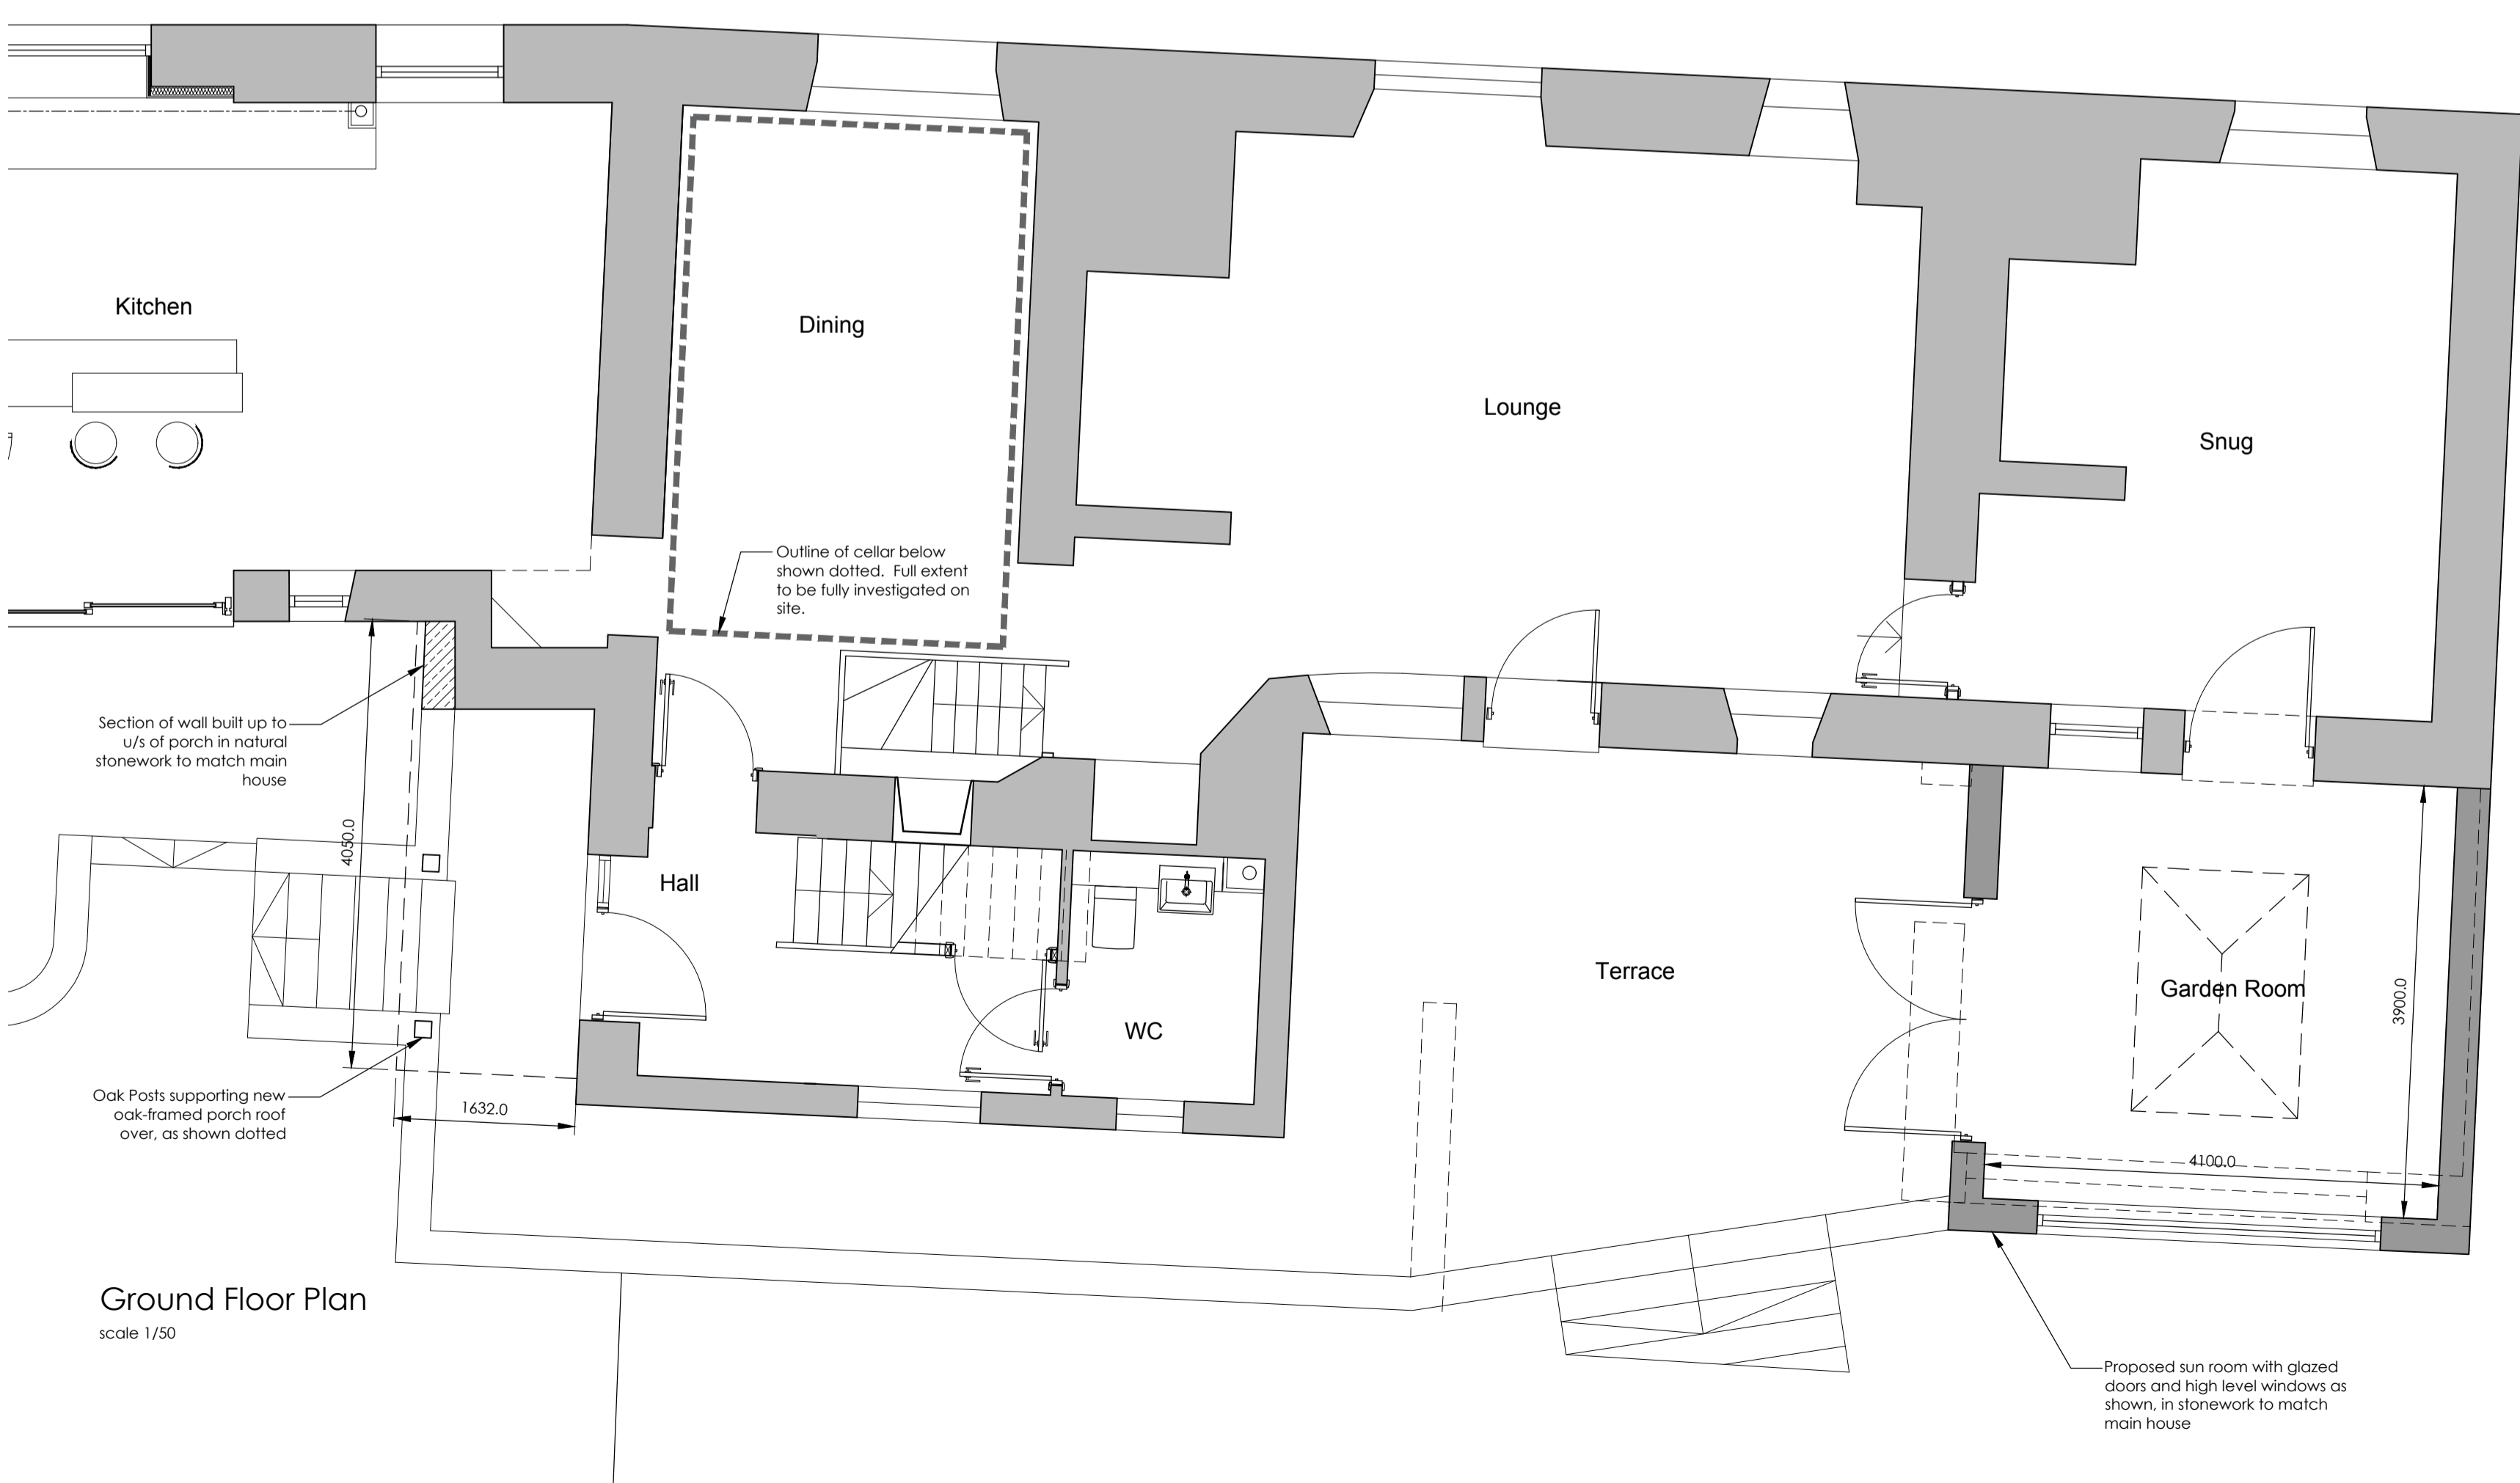 Kitchen
Dining
Lounge
Snug
Outline of cellar below
shown dotted.  Full extent
to be fully investigated on
site.
Section of wall built up to
u/s of porch in natural
stonework to match main
house
4050.0
Hall
WC
Terrace
Garden Room
3900.0
4100.0
Oak Posts supporting new
oak-framed porch roof
over, as shown dotted
1632.0
Ground Floor Plan
scale 1/50
Proposed sun room with glazed
doors and high level windows as
shown, in stonework to match
main house